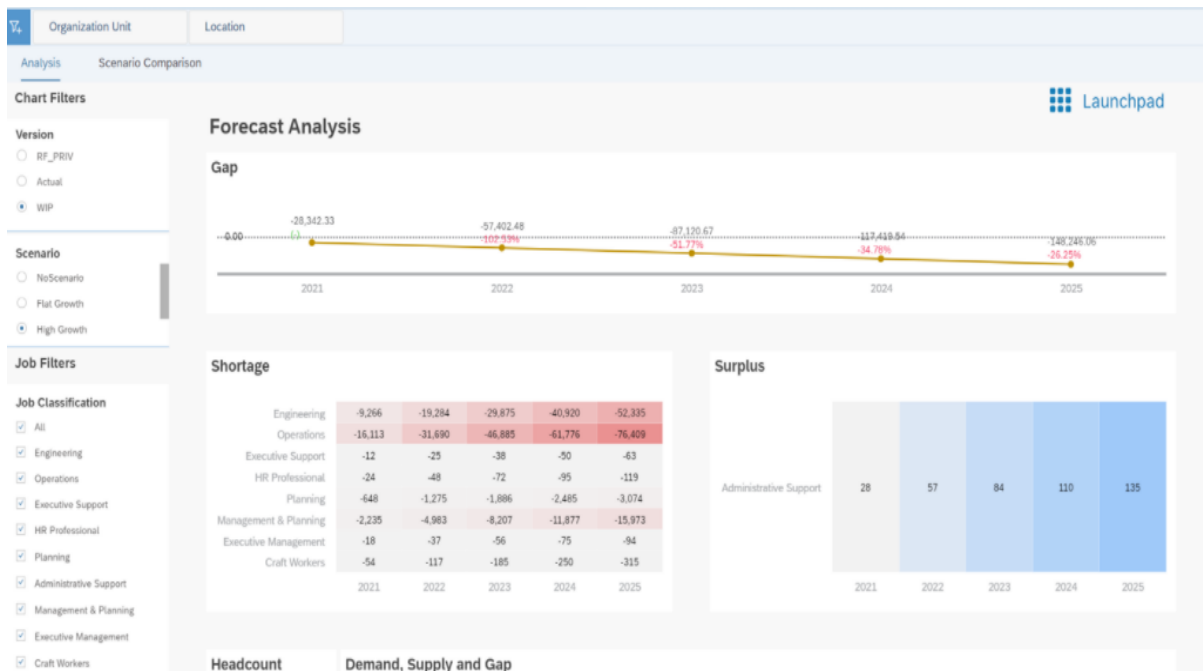 Organization Unit Location
Analysis Scenario Comparison
Chart Filters
Launchpad
Version
RF_PRIV
Actual
WIP
Scenario
NoScenario
Flat Growth
High Growth
Job Filters
Job Classification
All
Engineering
Operations
Executive Support
HR Professional
Planning
Administrative Support
Management & Planning
Executive Management
Craft Workers
Forecast Analysis
Gap
-28,342.33 -57,402.48 -87,120.67 -117,419.54 -148,246.06
0.00 (-) -102.53% -51.77% -34.78% -26.25%
2021 2022 2023 2024 2025
Shortage
Engineering -9,266 -19,284 -29,875 -40,920 -52,335
Operations -16,113 -31,690 -46,885 -61,776 -76,409
Executive Support -12 -25 -38 -50 -63
HR Professional -24 -48 -72 -95 -119
Planning -648 -1,275 -1,886 -2,485 -3,074
Management & Planning -2,235 -4,983 -8,207 -11,877 -15,973
Executive Management -18 -37 -56 -75 -94
Craft Workers -54 -117 -185 -250 -315
2021 2022 2023 2024 2025
Surplus
Administrative Support 28 57 84 110 135
2021 2022 2023 2024 2025
Headcount Demand, Supply and Gap